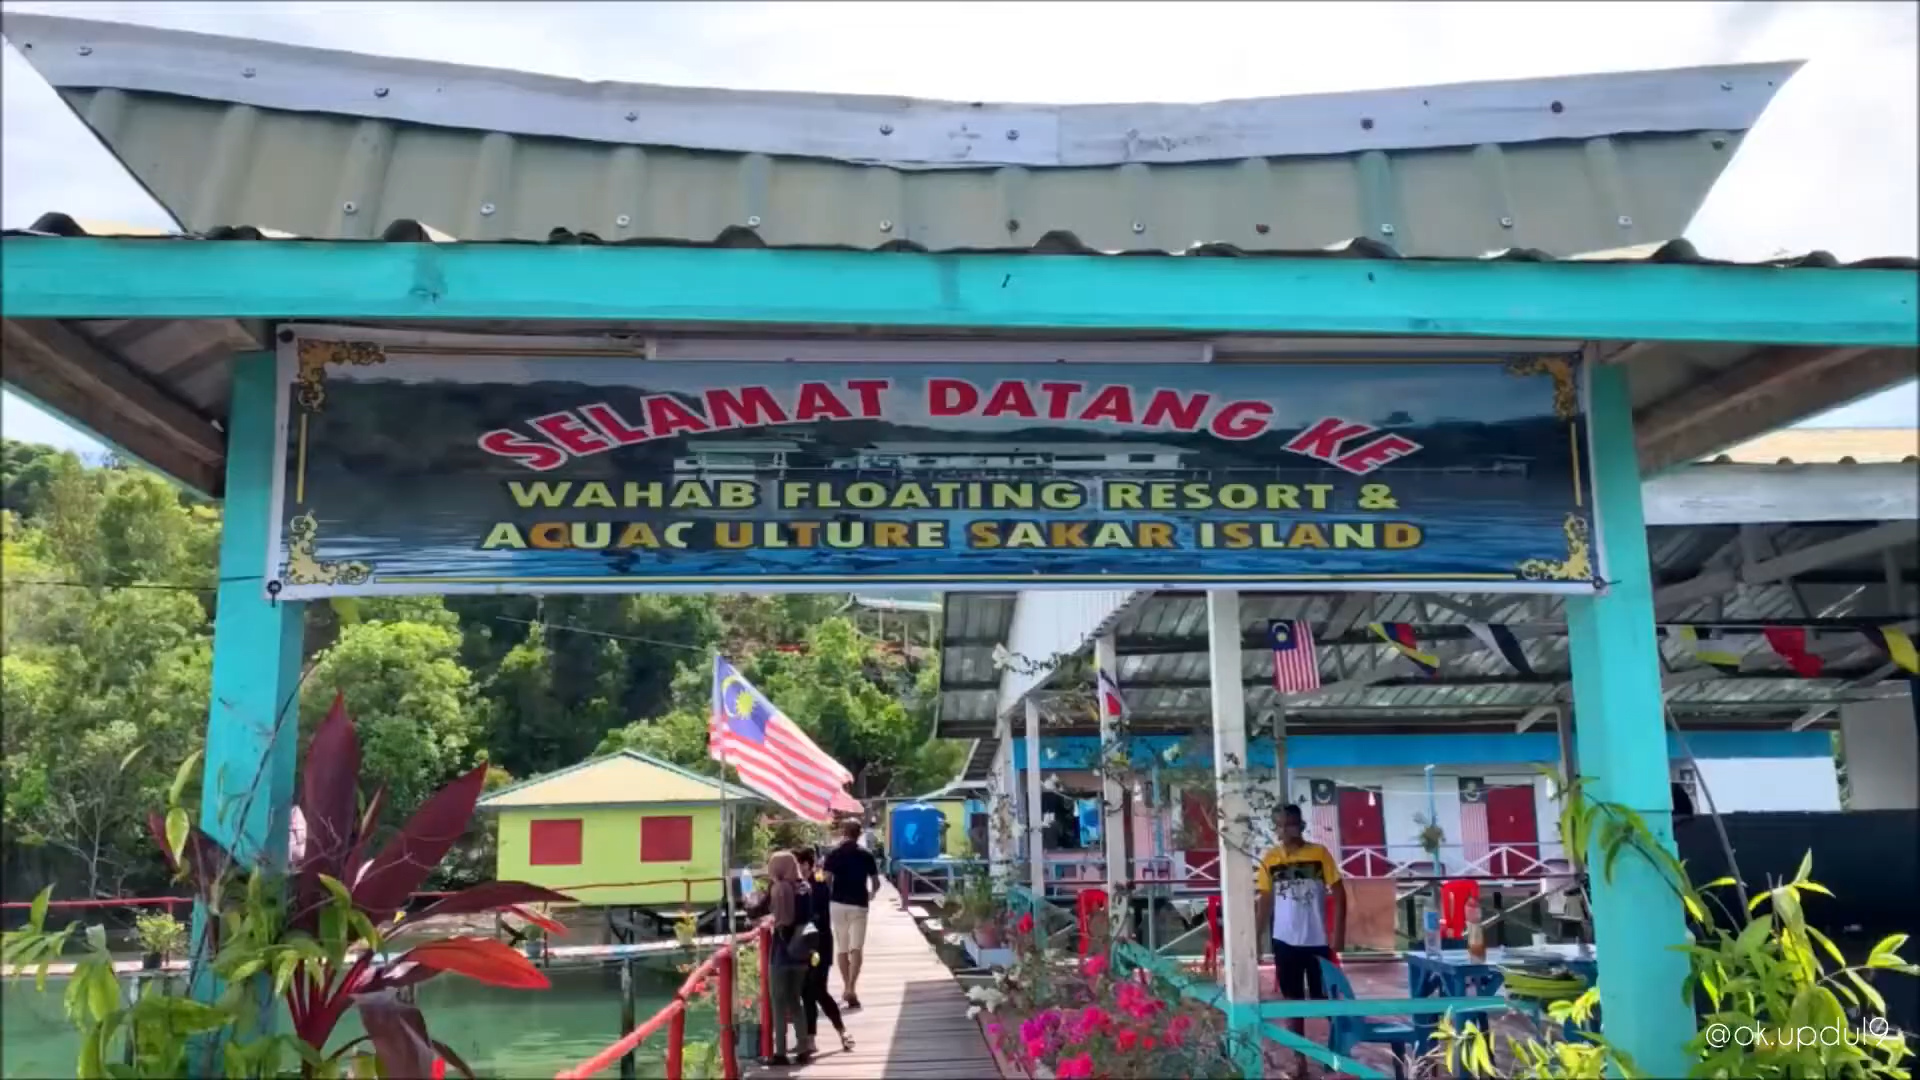 SELAMAT DATANG KE
WAHAB FLOATING RESORT &
AQUAC ULTURE SAKAR ISLAND
@ok.updul9